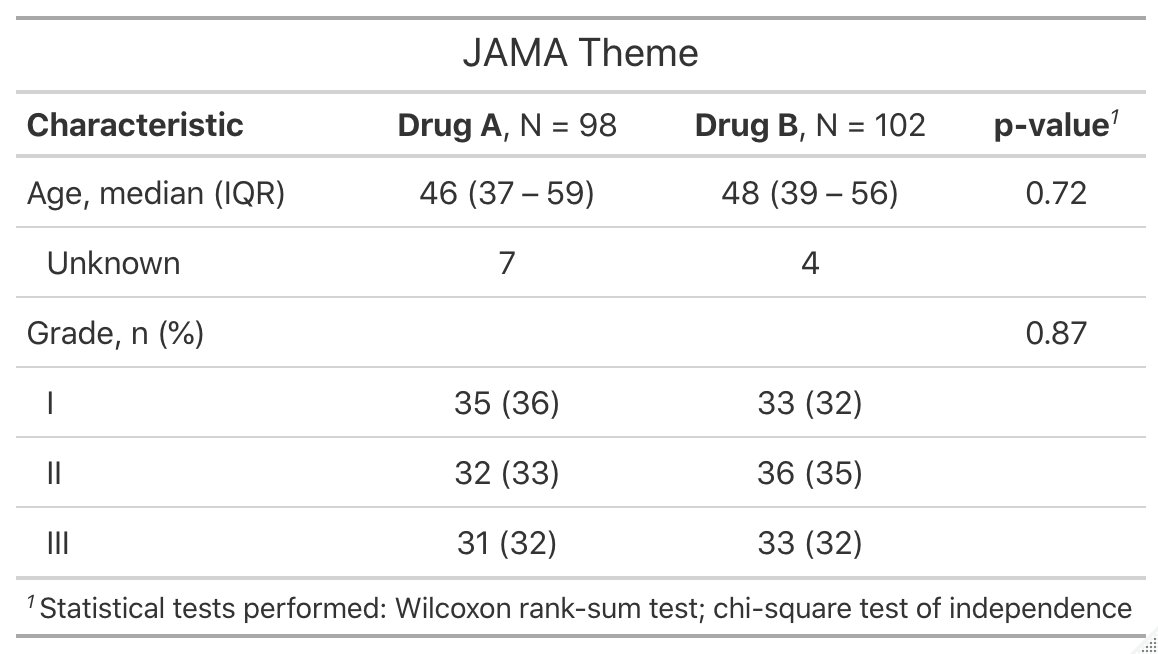 JAMA Theme
Characteristic Drug A, N = 98 Drug B, N = 102 p-value1
Age, median (IQR) 46 (37 – 59) 48 (39 – 56) 0.72
Unknown 7 4
Grade, n (%) 0.87
I 35 (36) 33 (32)
II 32 (33) 36 (35)
III 31 (32) 33 (32)
1 Statistical tests performed: Wilcoxon rank-sum test; chi-square test of independence